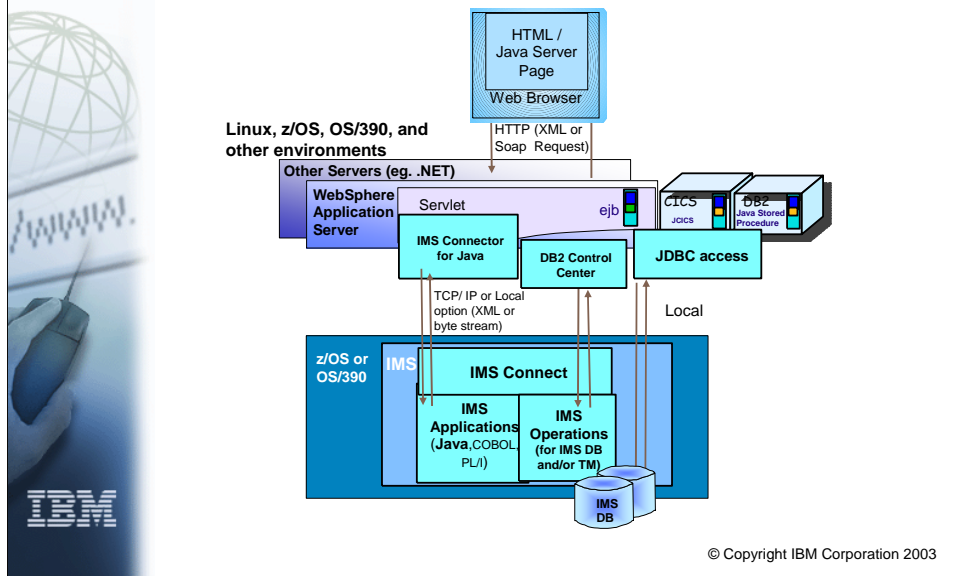 HTML /
Java Server
Page
Web Browser
Linux, z/OS, OS/390, and
other environments
HTTP (XML or
Soap Request)
Other Servers (eg. .NET)
WebSphere
Application
Server
Servlet
ejb
CICS
JCICS
DB2
Java Stored
Procedure
IMS Connector
for Java
DB2 Control
Center
JDBC access
TCP/ IP or Local
option (XML or
byte stream)
Local
z/OS or
OS/390
IMS
IMS Connect
IMS
Applications
(Java,COBOL,
PL/I)
IMS
Operations
(for IMS DB
and/or TM)
IMS
DB
IBM
© Copyright IBM Corporation 2003